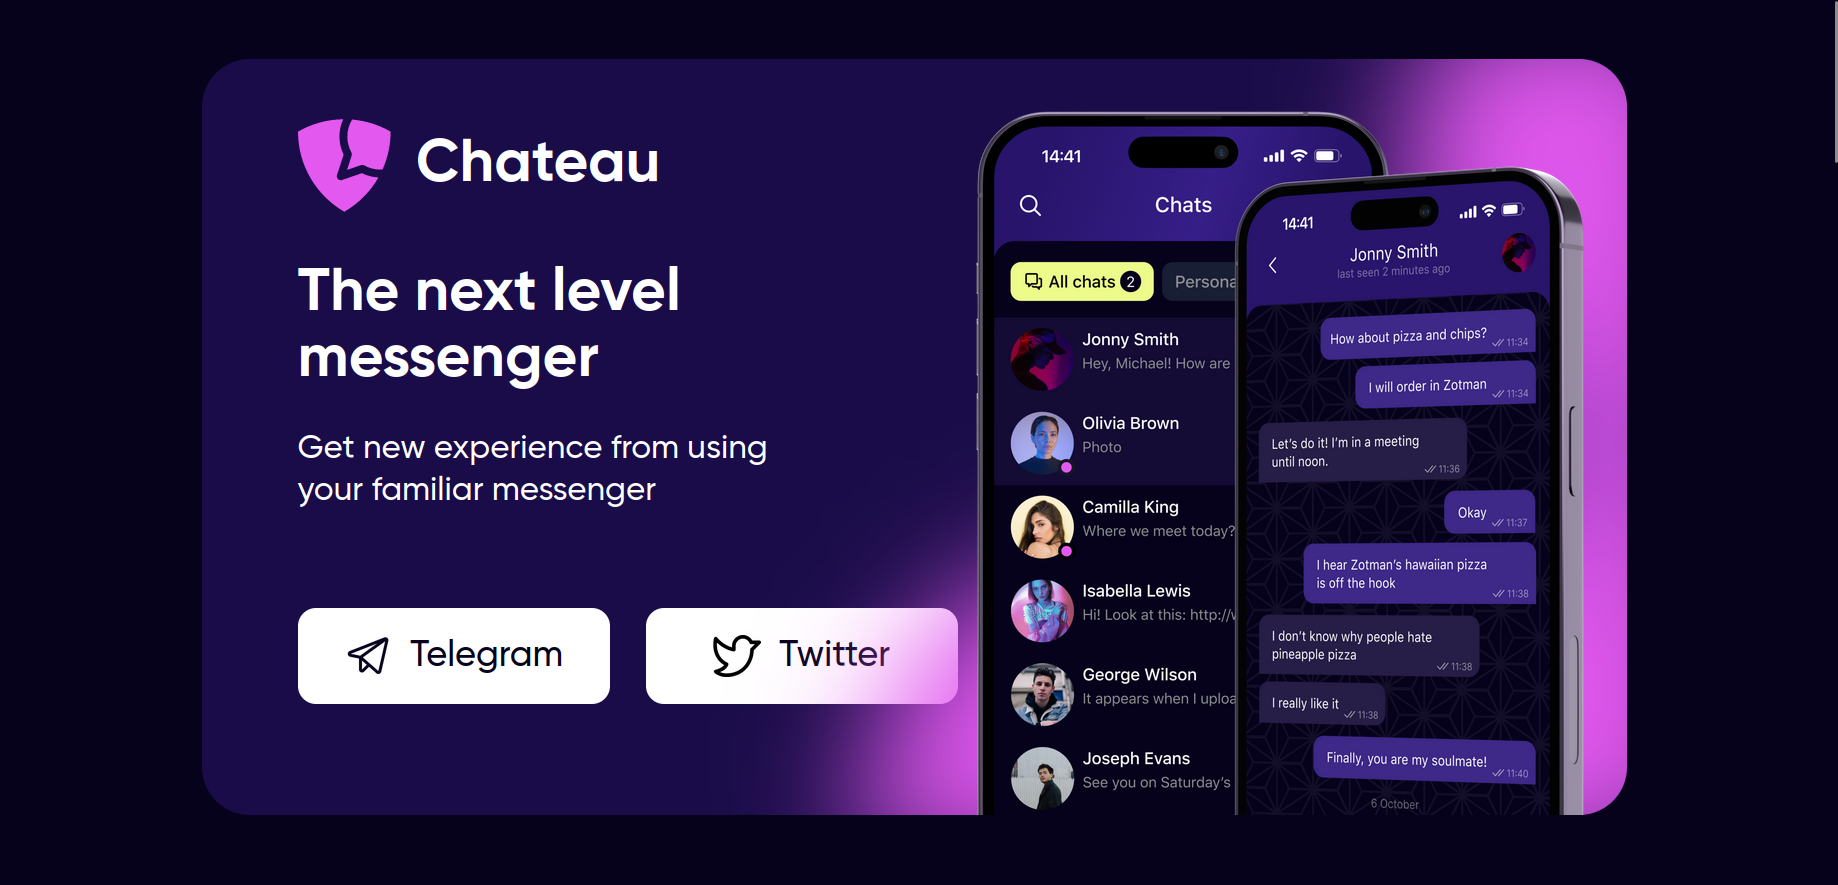 Chateau
The next level
messenger
Get new experience from using
your familiar messenger
Telegram
Twitter
14:41
Chats
All chats 2
Persona
Jonny Smith
Hey, Michael! How are
Olivia Brown
Photo
Camilla King
Where we meet today?
Isabella Lewis
Hi! Look at this: http://
George Wilson
It appears when I uploa
Joseph Evans
See you on Saturday's
14:41
Jonny Smith
last seen 2 minutes ago
How about pizza and chips?
11:34
I will order in Zotman
11:34
Let's do it! I'm in a meeting
until noon.
11:36
Okay
11:37
I hear Zotman's hawaiian pizza
is off the hook
11:38
I don't know why people hate
pineapple pizza
11:38
I really like it
11:38
Finally, you are my soulmate!
11:40
6 October